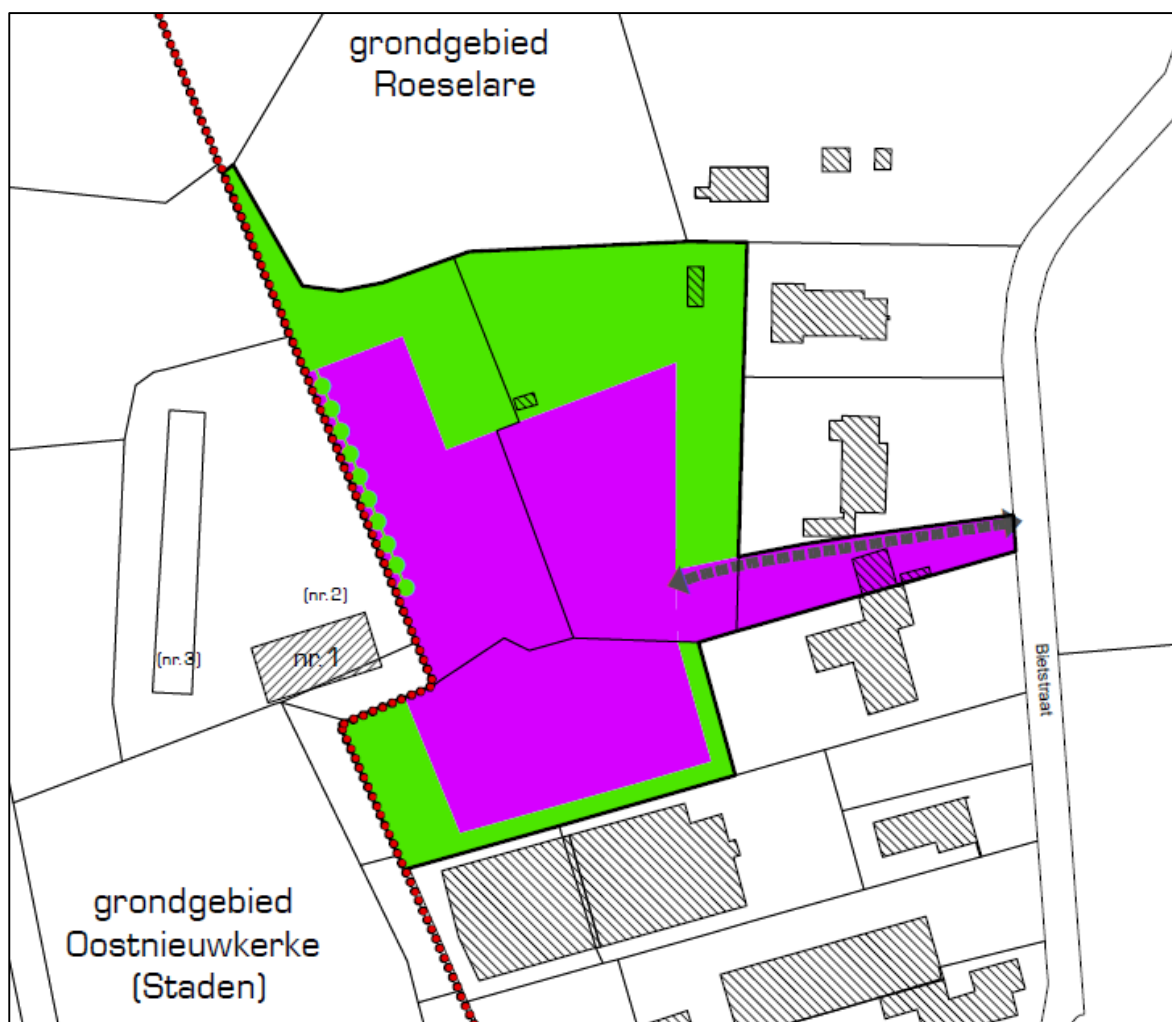 grondgebied
Roeselare
(nr. 2)
(nr. 3)
nr. 1
Bietstraat
grondgebied
Oostnieuwkerke
(Staden)